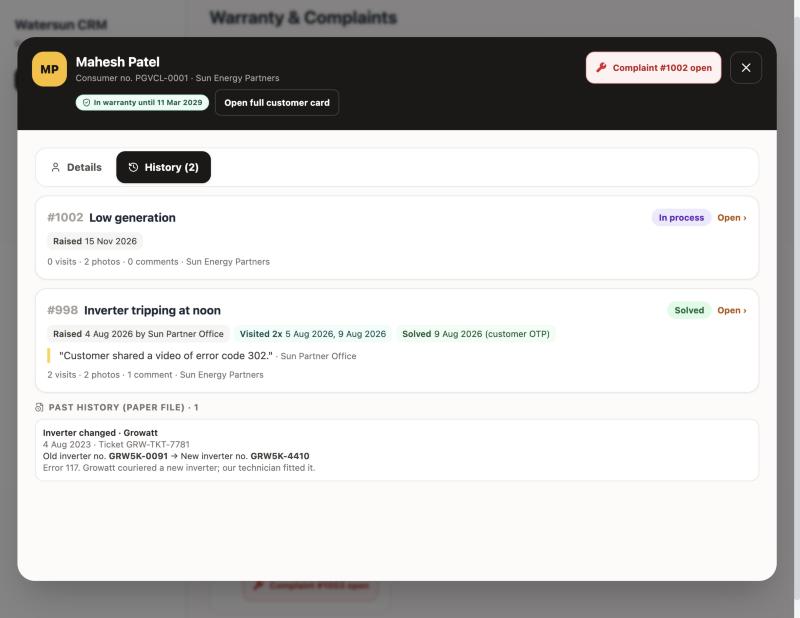 Watersun CRM
Warranty & Complaints
MP
Mahesh Patel
Consumer no. PGVCL-0001 · Sun Energy Partners
In warranty until 11 Mar 2029
Open full customer card
Complaint #1002 open
Details
History (2)
#1002 Low generation
In process
Open ›
Raised 15 Nov 2026
0 visits · 2 photos · 0 comments · Sun Energy Partners
#998 Inverter tripping at noon
Solved
Open ›
Raised 4 Aug 2026 by Sun Partner Office
Visited 2x 5 Aug 2026, 9 Aug 2026
Solved 9 Aug 2026 (customer OTP)
"Customer shared a video of error code 302." · Sun Partner Office
2 visits · 2 photos · 1 comment · Sun Energy Partners
PAST HISTORY (PAPER FILE) · 1
Inverter changed · Growatt
4 Aug 2023 · Ticket GRW-TKT-7781
Old inverter no. GRW5K-0091 → New inverter no. GRW5K-4410
Error 117. Growatt couriered a new inverter; our technician fitted it.
Complaint #1003 open